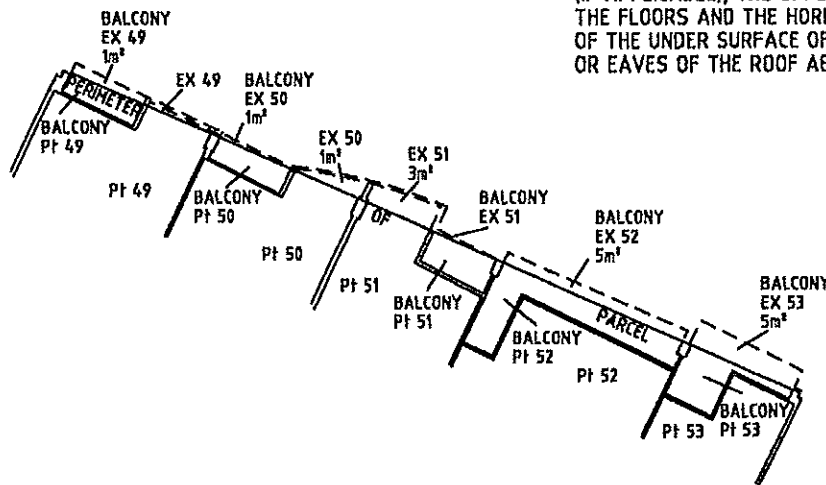 THE FLOORS AND THE HORI
OF THE UNDER SURFACE OF
OR EAVES OF THE ROOF AB
BALCONY
EX 49
1m²
EX 49
BALCONY
EX 50
1m²
PERIMETER
BALCONY
Pt 49
EX 50
1m²
EX 51
3m²
Pt 49
BALCONY
Pt 50
OF
BALCONY
EX 51
BALCONY
EX 52
5m²
Pt 50
Pt 51
BALCONY
Pt 51
BALCONY
EX 53
5m²
PARCEL
BALCONY
Pt 52
Pt 52
BALCONY
Pt 53
Pt 53